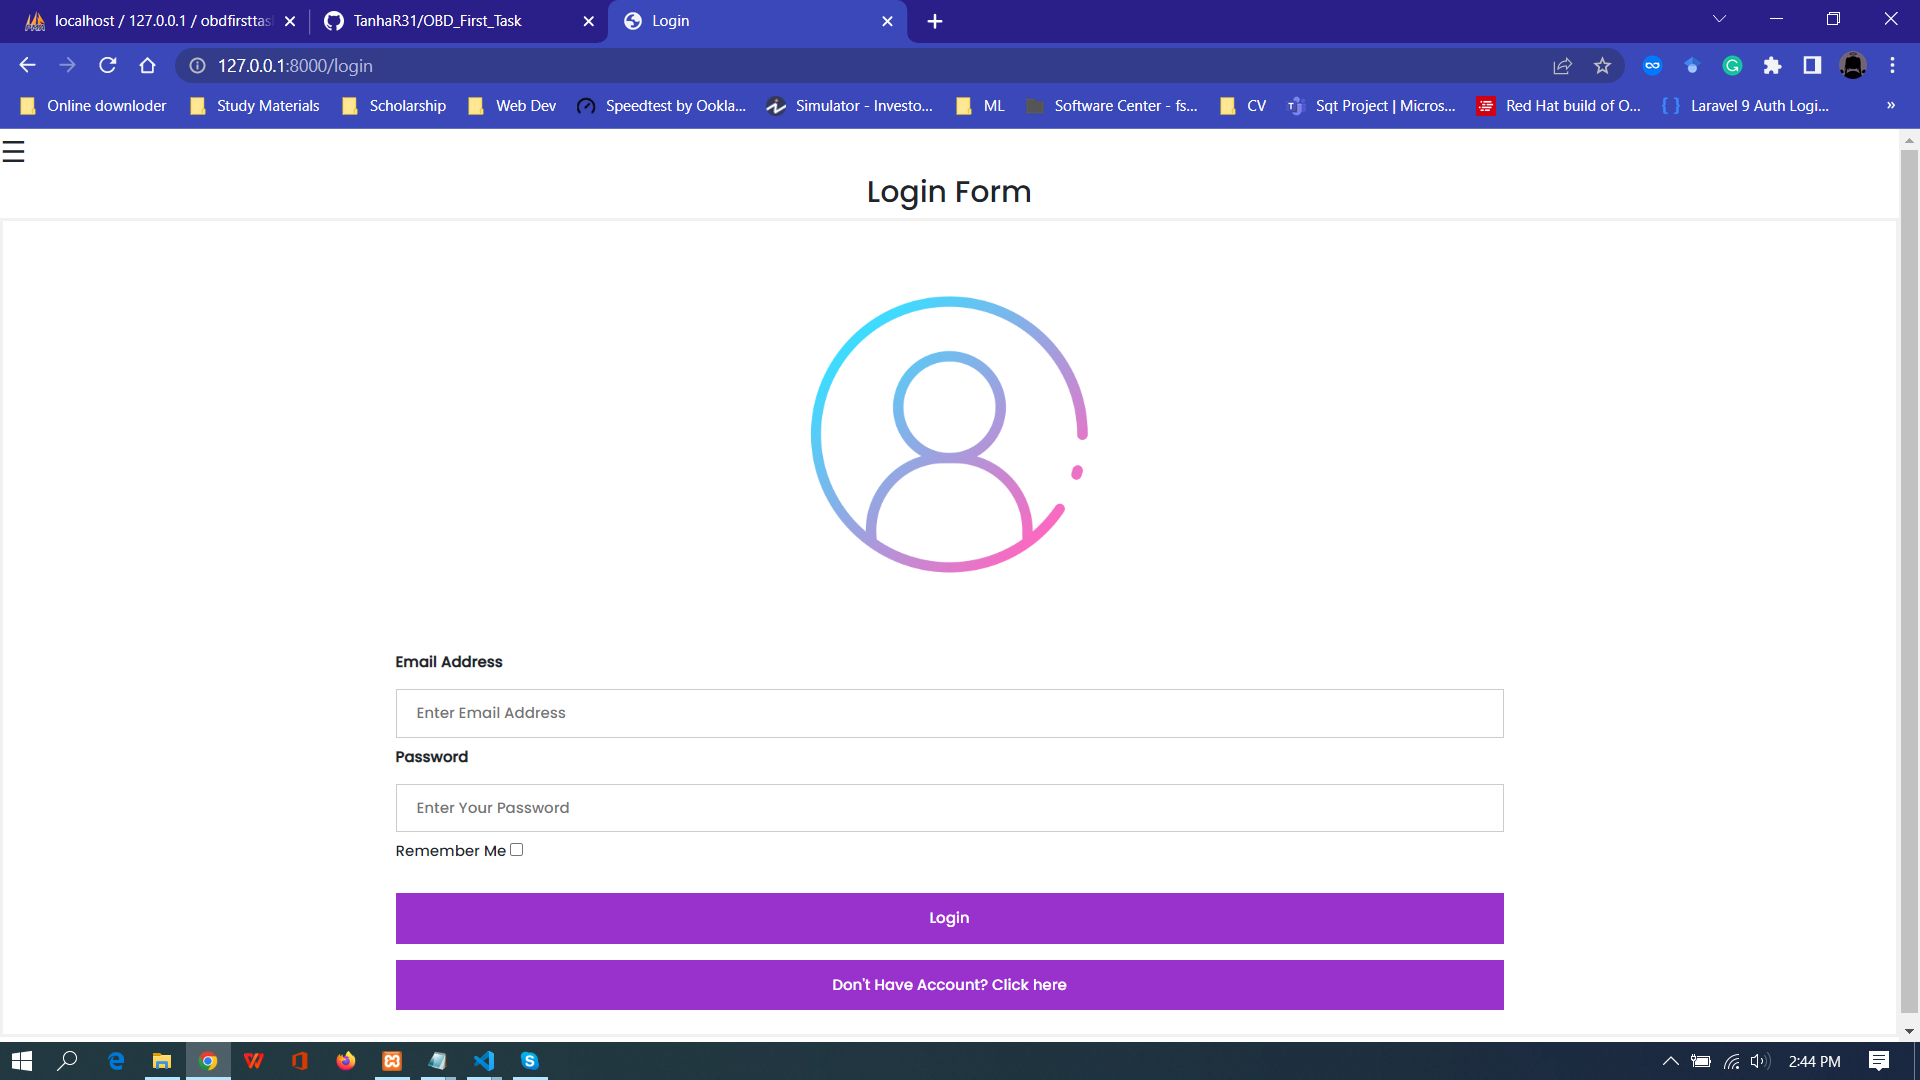 localhost / 127.0.0.1 / obdfirsttas
TanhaR31/OBD_First_Task
Login
127.0.0.1:8000/login
Online downloder
Study Materials
Scholarship
Web Dev
Speedtest by Ookla...
Simulator - Investo...
ML
Software Center - fs...
CV
Sqt Project | Micros...
Red Hat build of O...
Laravel 9 Auth Logi...
Login Form
Email Address
Enter Email Address
Password
Enter Your Password
Remember Me
Login
Don't Have Account? Click here
2:44 PM